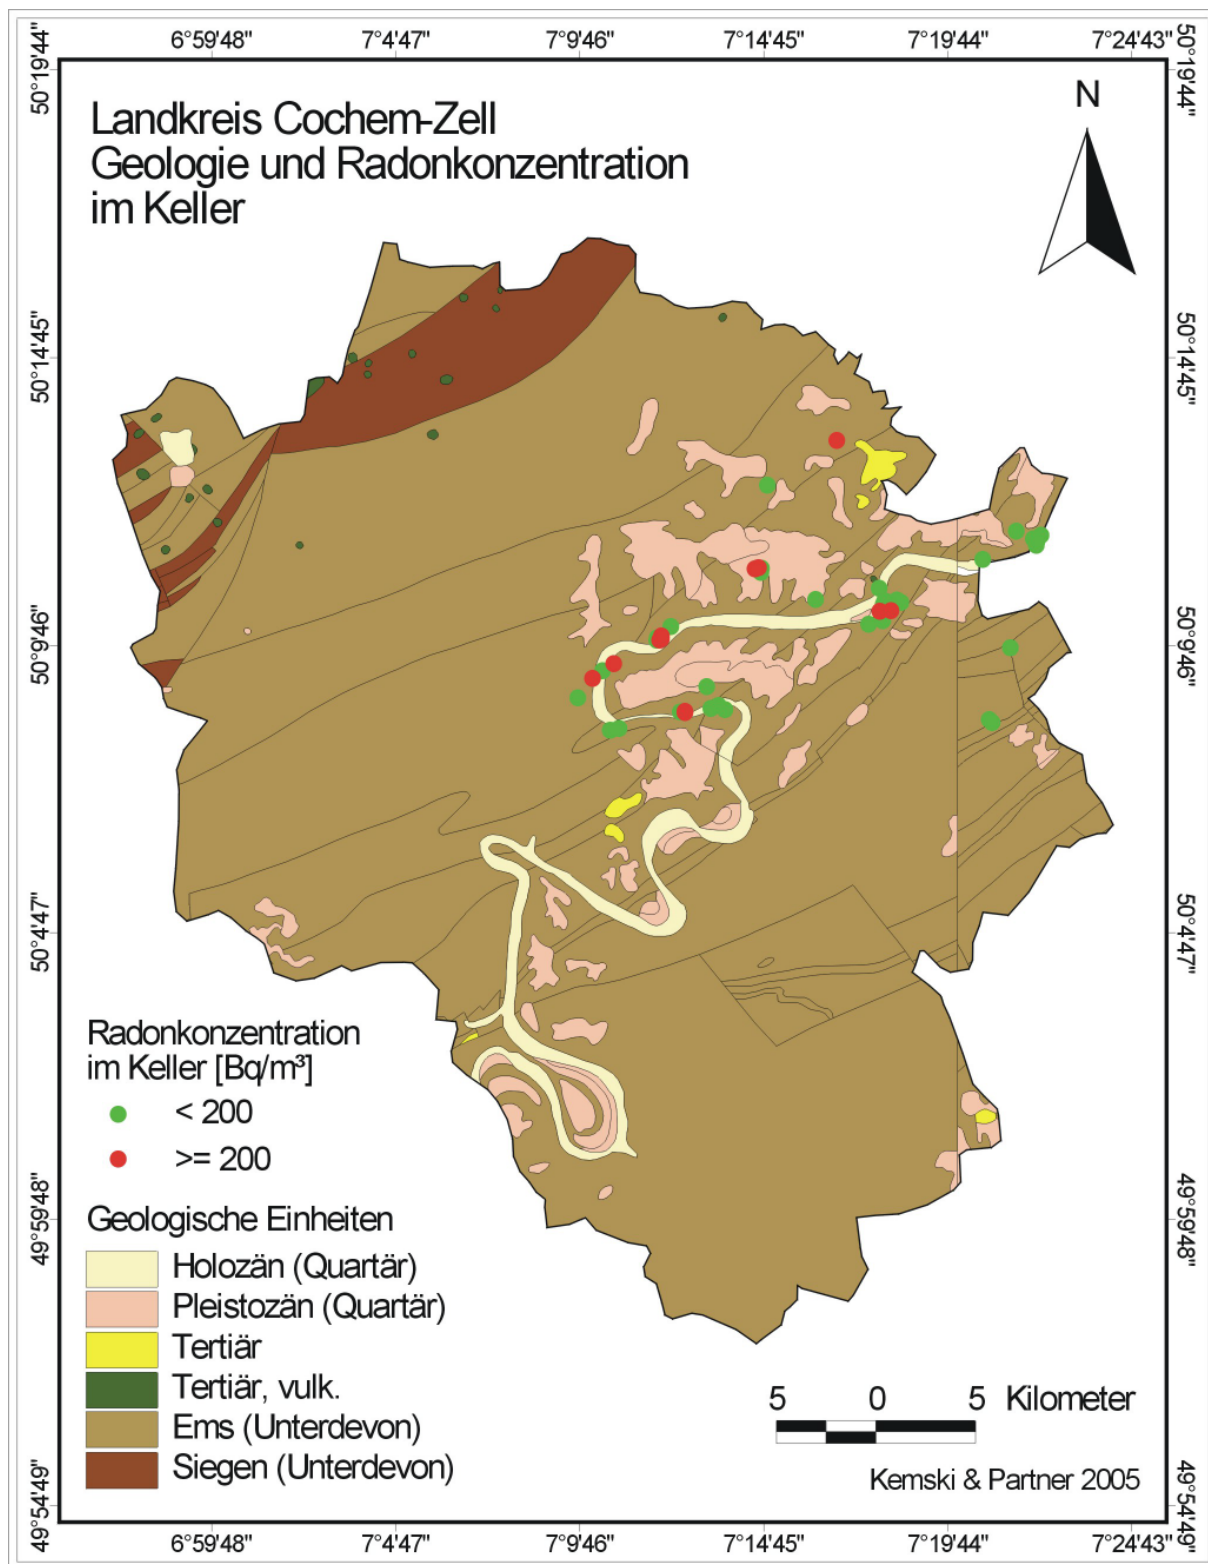 6°59'48" 7°4'47" 7°9'46" 7°14'45" 7°19'44" 7°24'43"
50°19'44" 50°19'44"
Landkreis Cochem-Zell
Geologie und Radonkonzentration
im Keller
N
50°14'45" 50°14'45"
50°9'46" 50°9'46"
50°4'47" 50°4'47"
Radonkonzentration
im Keller [Bq/m³]
< 200
>= 200
49°59'48" 49°59'48"
Geologische Einheiten
Holozän (Quartär)
Pleistozän (Quartär)
Tertiär
Tertiär, vulk.
Ems (Unterdevon)
Siegen (Unterdevon)
5 0 5 Kilometer
Kemski & Partner 2005
49°54'49" 49°54'49"
6°59'48" 7°4'47" 7°9'46" 7°14'45" 7°19'44" 7°24'43"